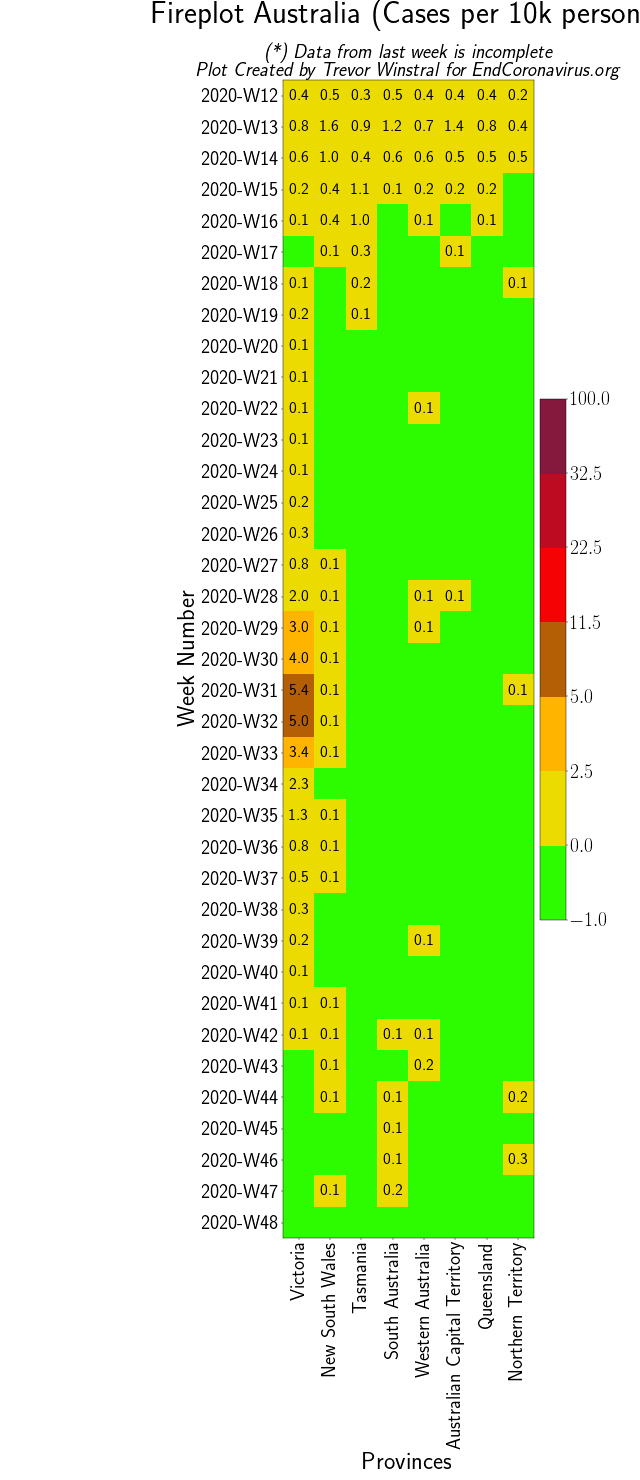 Fireplot Australia (Cases per 10k person
(*) Data from last week is incomplete
Plot Created by Trevor Winstral for EndCoronavirus.org
2020-W12 0.4 0.5 0.3 0.5 0.4 0.4 0.4 0.2
2020-W13 0.8 1.6 0.9 1.2 0.7 1.4 0.8 0.4
2020-W14 0.6 1.0 0.4 0.6 0.6 0.5 0.5 0.5
2020-W15 0.2 0.4 1.1 0.1 0.2 0.2 0.2
2020-W16 0.1 0.4 1.0 0.1 0.1
2020-W17 0.1 0.3 0.1
2020-W18 0.1 0.2 0.1
2020-W19 0.2 0.1
2020-W20 0.1
2020-W21 0.1
2020-W22 0.1 0.1
2020-W23 0.1
2020-W24 0.1
2020-W25 0.2
2020-W26 0.3
2020-W27 0.8 0.1
2020-W28 2.0 0.1 0.1 0.1
2020-W29 3.0 0.1 0.1
2020-W30 4.0 0.1
2020-W31 5.4 0.1 0.1
2020-W32 5.0 0.1
2020-W33 3.4 0.1
2020-W34 2.3
2020-W35 1.3 0.1
2020-W36 0.8 0.1
2020-W37 0.5 0.1
2020-W38 0.3
2020-W39 0.2 0.1
2020-W40 0.1
2020-W41 0.1 0.1
2020-W42 0.1 0.1 0.1 0.1
2020-W43 0.1 0.2
2020-W44 0.1 0.1 0.2
2020-W45 0.1
2020-W46 0.1 0.3
2020-W47 0.1 0.2
2020-W48
Week Number
Victoria
New South Wales
Tasmania
South Australia
Western Australia
Australian Capital Territory
Queensland
Northern Territory
Provinces
100.0
32.5
22.5
11.5
5.0
2.5
0.0
−1.0